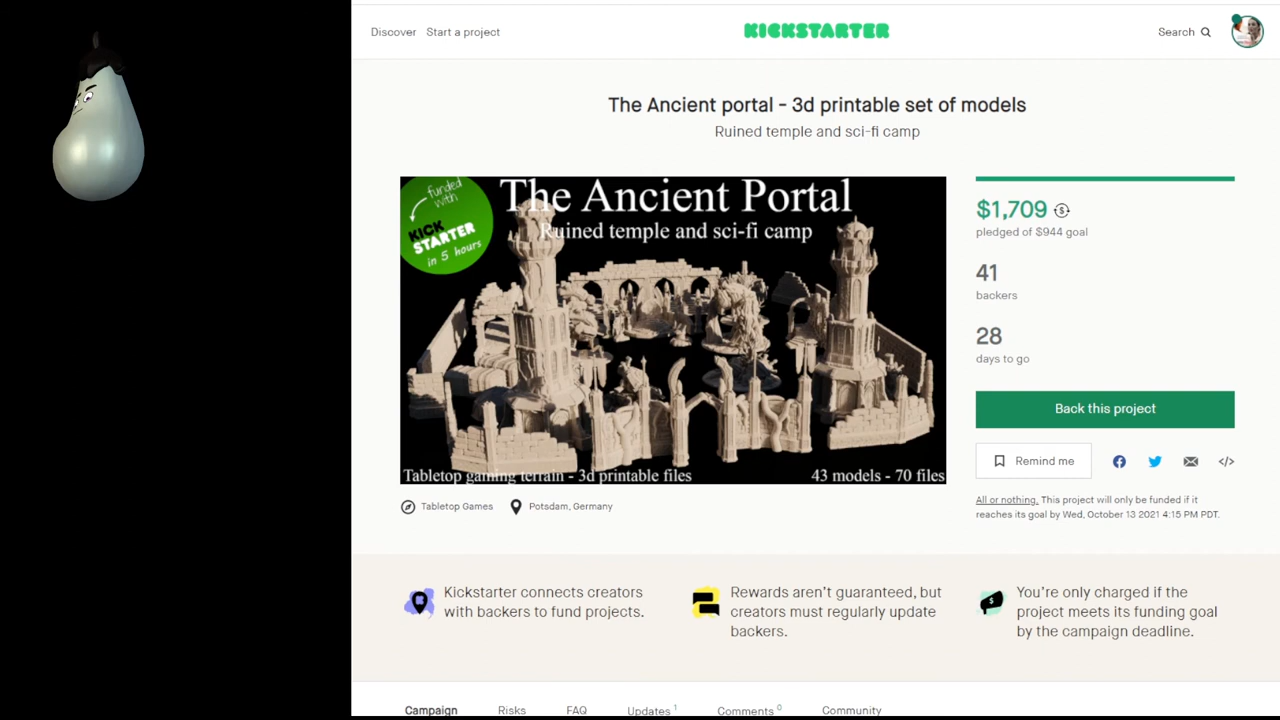 Discover Start a project
KICKSTARTER
Search
The Ancient portal - 3d printable set of models
Ruined temple and sci-fi camp
funded
with
KICK
STARTER
in 5 hours
The Ancient Portal
Ruined temple and sci-fi camp
Tabletop gaming terrain - 3d printable files
43 models - 70 files
$1,709
pledged of $944 goal
41
backers
28
days to go
Back this project
Remind me
All or nothing. This project will only be funded if it
reaches its goal by Wed, October 13 2021 4:15 PM PDT.
Tabletop Games
Potsdam, Germany
Kickstarter connects creators
with backers to fund projects.
Rewards aren't guaranteed, but
creators must regularly update
backers.
You're only charged if the
project meets its funding goal
by the campaign deadline.
Campaign Risks FAQ Updates 1 Comments 0 Community